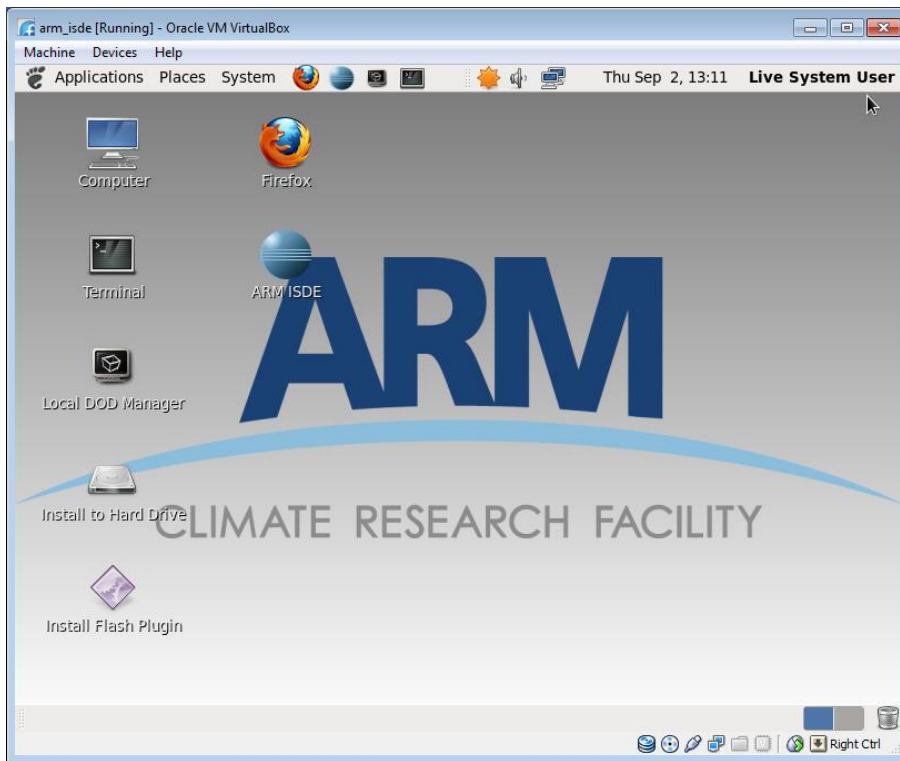 arm_isde [Running] - Oracle VM VirtualBox
Machine Devices Help
Applications Places System Thu Sep 2, 13:11 Live System User
Computer Firefox
Terminal ARM ISDE
ARM
Local DOD Manager
Install to Hard Drive
CLIMATE RESEARCH FACILITY
Install Flash Plugin
Right Ctrl